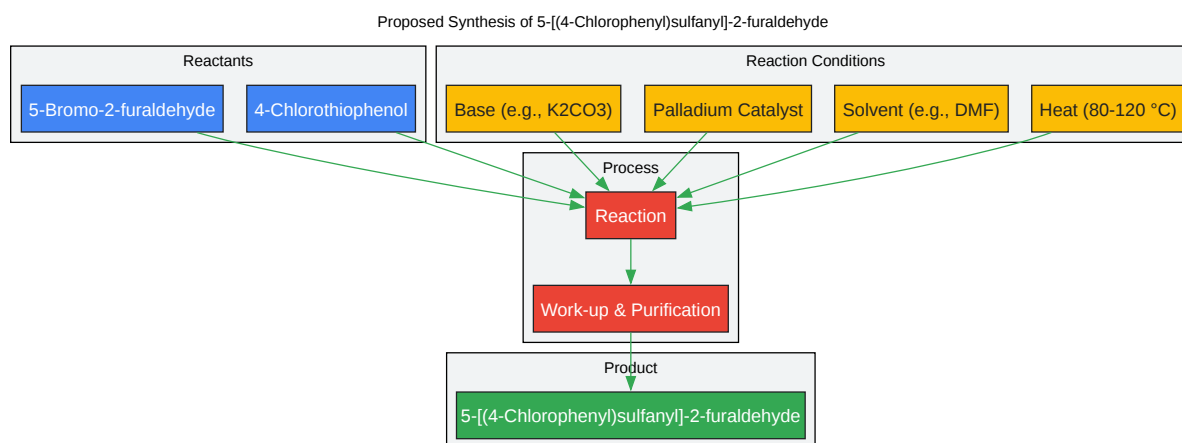 Proposed Synthesis of 5-[(4-Chlorophenyl)sulfanyl]-2-furaldehyde
Reactants
Reaction Conditions
5-Bromo-2-furaldehyde
4-Chlorothiophenol
Base (e.g., K2CO3)
Palladium Catalyst
Solvent (e.g., DMF)
Heat (80-120 °C)
Process
Reaction
Work-up & Purification
Product
5-[(4-Chlorophenyl)sulfanyl]-2-furaldehyde